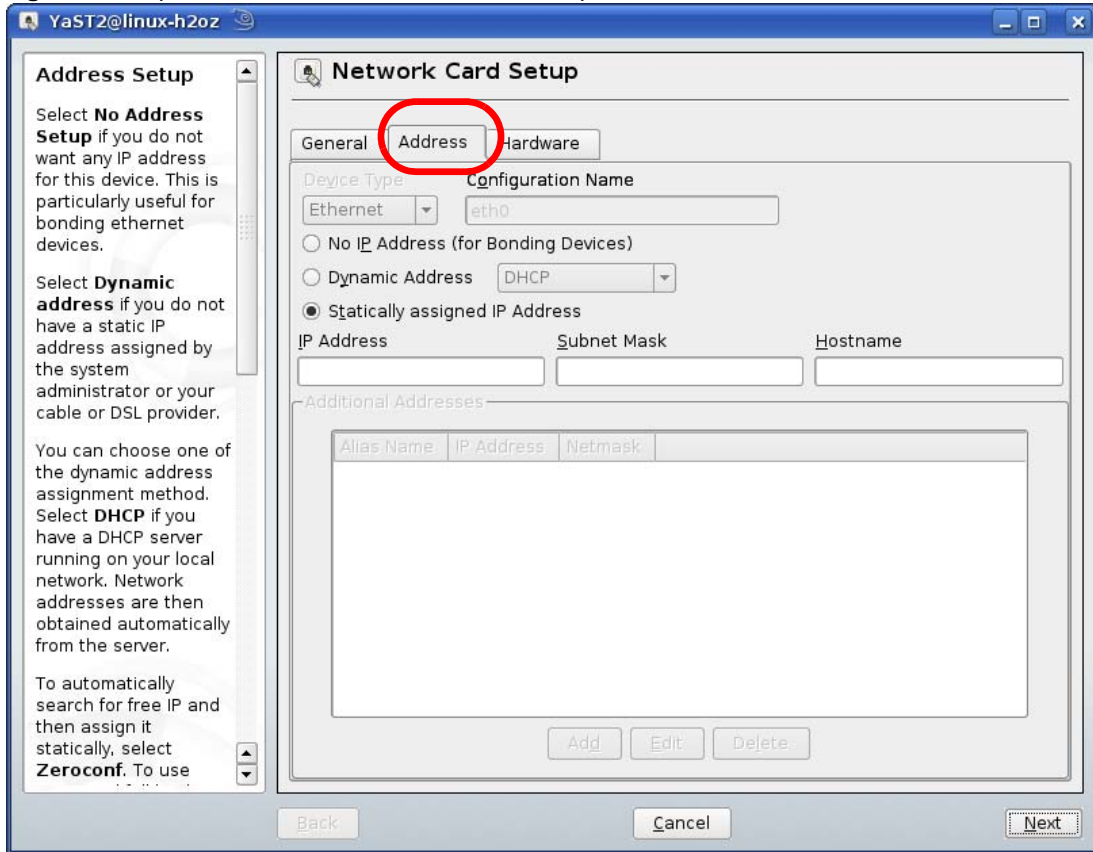 YaST2@linux-h2oz
Address Setup
Select No Address
Setup if you do not
want any IP address
for this device. This is
particularly useful for
bonding ethernet
devices.
Select Dynamic
address if you do not
have a static IP
address assigned by
the system
administrator or your
cable or DSL provider.
You can choose one of
the dynamic address
assignment method.
Select DHCP if you
have a DHCP server
running on your local
network. Network
addresses are then
obtained automatically
from the server.
To automatically
search for free IP and
then assign it
statically, select
Zeroconf. To use
Network Card Setup
General Address Hardware
Device Type Configuration Name
Ethernet eth0
No IP Address (for Bonding Devices)
Dynamic Address DHCP
Statically assigned IP Address
IP Address Subnet Mask Hostname
Additional Addresses
Alias Name IP Address Netmask
Add Edit Delete
Back Cancel Next